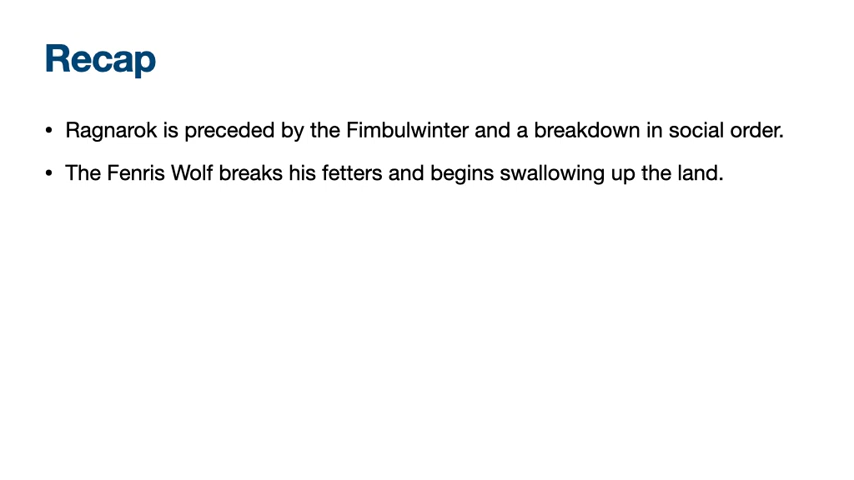 Recap
• Ragnarok is preceded by the Fimbulwinter and a breakdown in social order.
• The Fenris Wolf breaks his fetters and begins swallowing up the land.